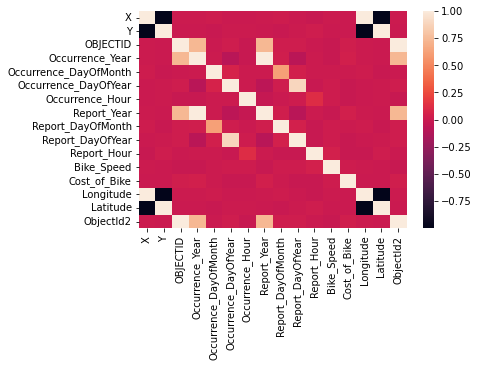 X
Y
OBJECTID
Occurrence_Year
Occurrence_DayOfMonth
Occurrence_DayOfYear
Occurrence_Hour
Report_Year
Report_DayOfMonth
Report_DayOfYear
Report_Hour
Bike_Speed
Cost_of_Bike
Longitude
Latitude
ObjectId2
X
Y
OBJECTID
Occurrence_Year
Occurrence_DayOfMonth
Occurrence_DayOfYear
Occurrence_Hour
Report_Year
Report_DayOfMonth
Report_DayOfYear
Report_Hour
Bike_Speed
Cost_of_Bike
Longitude
Latitude
ObjectId2
1.00
0.75
0.50
0.25
0.00
−0.25
−0.50
−0.75